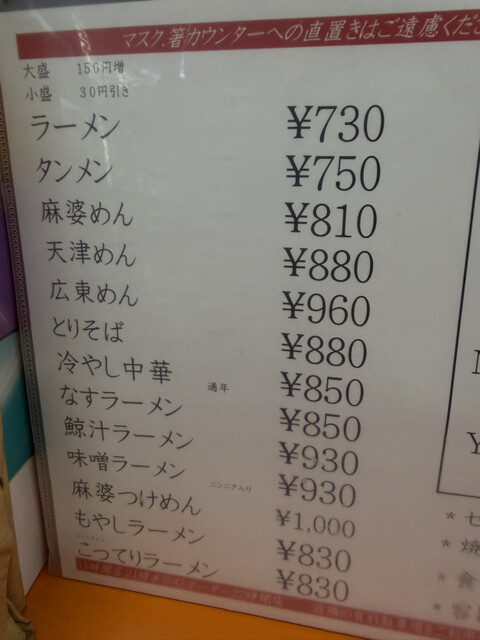 マスク、箸カウンターへの直置きはご遠慮くださ
大盛 150円増
小盛 30円引き
ラーメン ¥730
タンメン ¥750
麻婆めん ¥810
天津めん ¥880
広東めん ¥960
とりそば ¥880
冷やし中華 通年 ¥850
なすラーメン ¥850
鯨汁ラーメン ¥930
味噌ラーメン ニンニク入り ¥930
麻婆つけめん ¥1,000
もやしラーメン ¥830
こってりラーメン ¥830
Y
* 焼
* 食
* 容